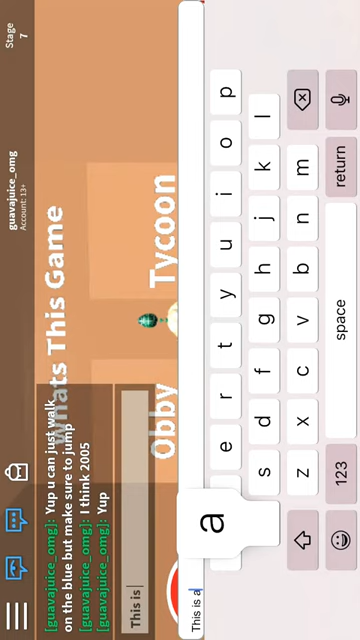 guavajuice_omg
Account: 13+
Stage
7
Whats This Game
[guavajuice_omg]: Yup u can just walk
on the blue but make sure to jump
[guavajuice_omg]: I think 2005
[guavajuice_omg]: Yup
This is
Obby
Tycoon
This is a
a
e r t y u i o p
s d f g h j k l
z x c v b n m
123
space
return